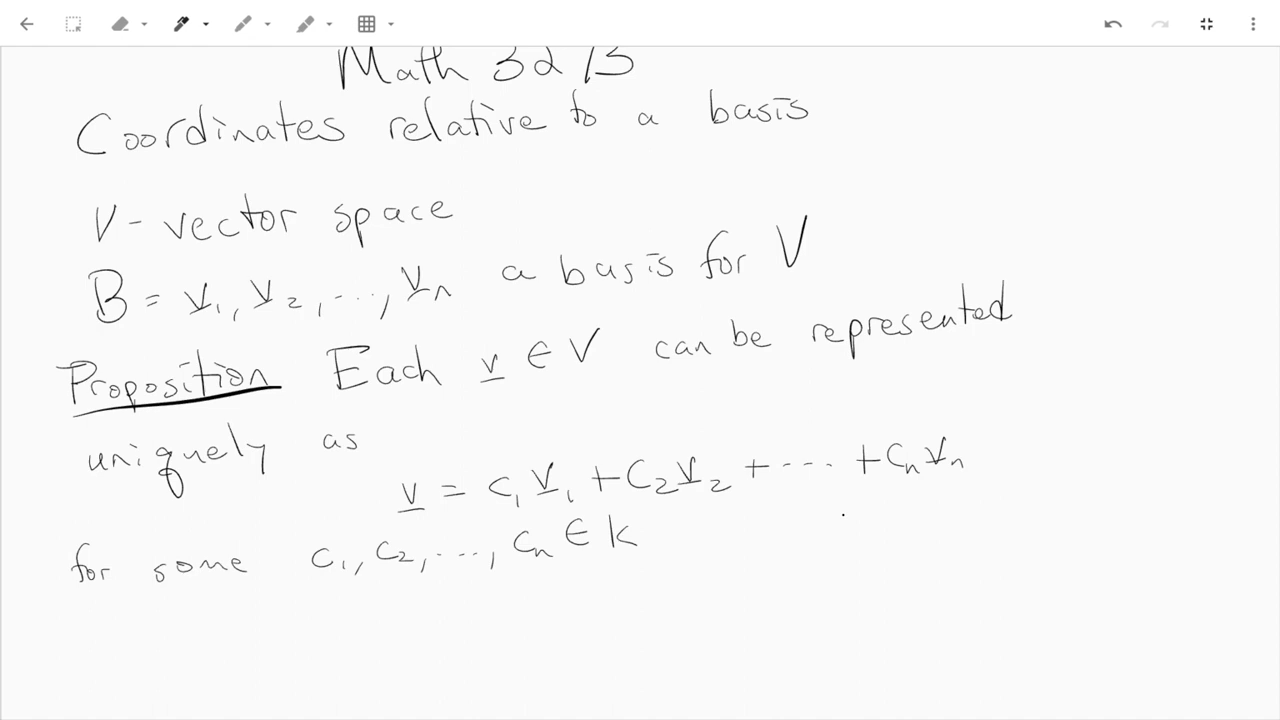 Math 3213
Coordinates relative to a basis
V - vector space
B = v₁, v₂, ..., vₙ a basis for V
Proposition Each v ∈ V can be represented
uniquely as
v = c₁v₁ + c₂v₂ + ... + cₙvₙ
for some c₁, c₂, ..., cₙ ∈ k